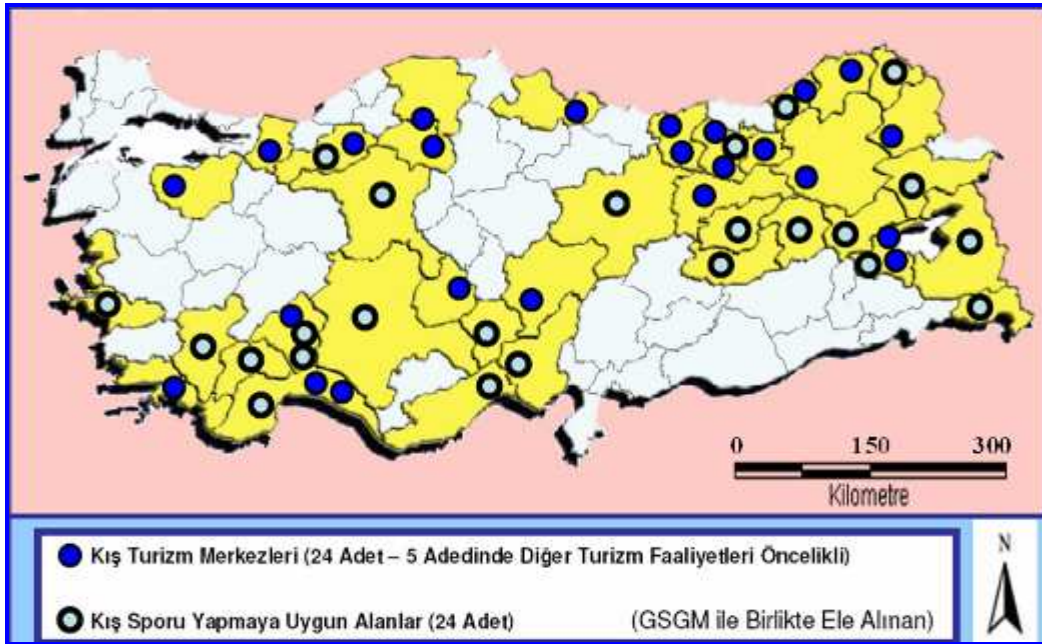 0 150 300
Kilometre
Kış Turizm Merkezleri (24 Adet – 5 Adedinde Diğer Turizm Faaliyetleri Öncelikli)
N
Kış Sporu Yapmaya Uygun Alanlar (24 Adet) (GSGM ile Birlikte Ele Alınan)